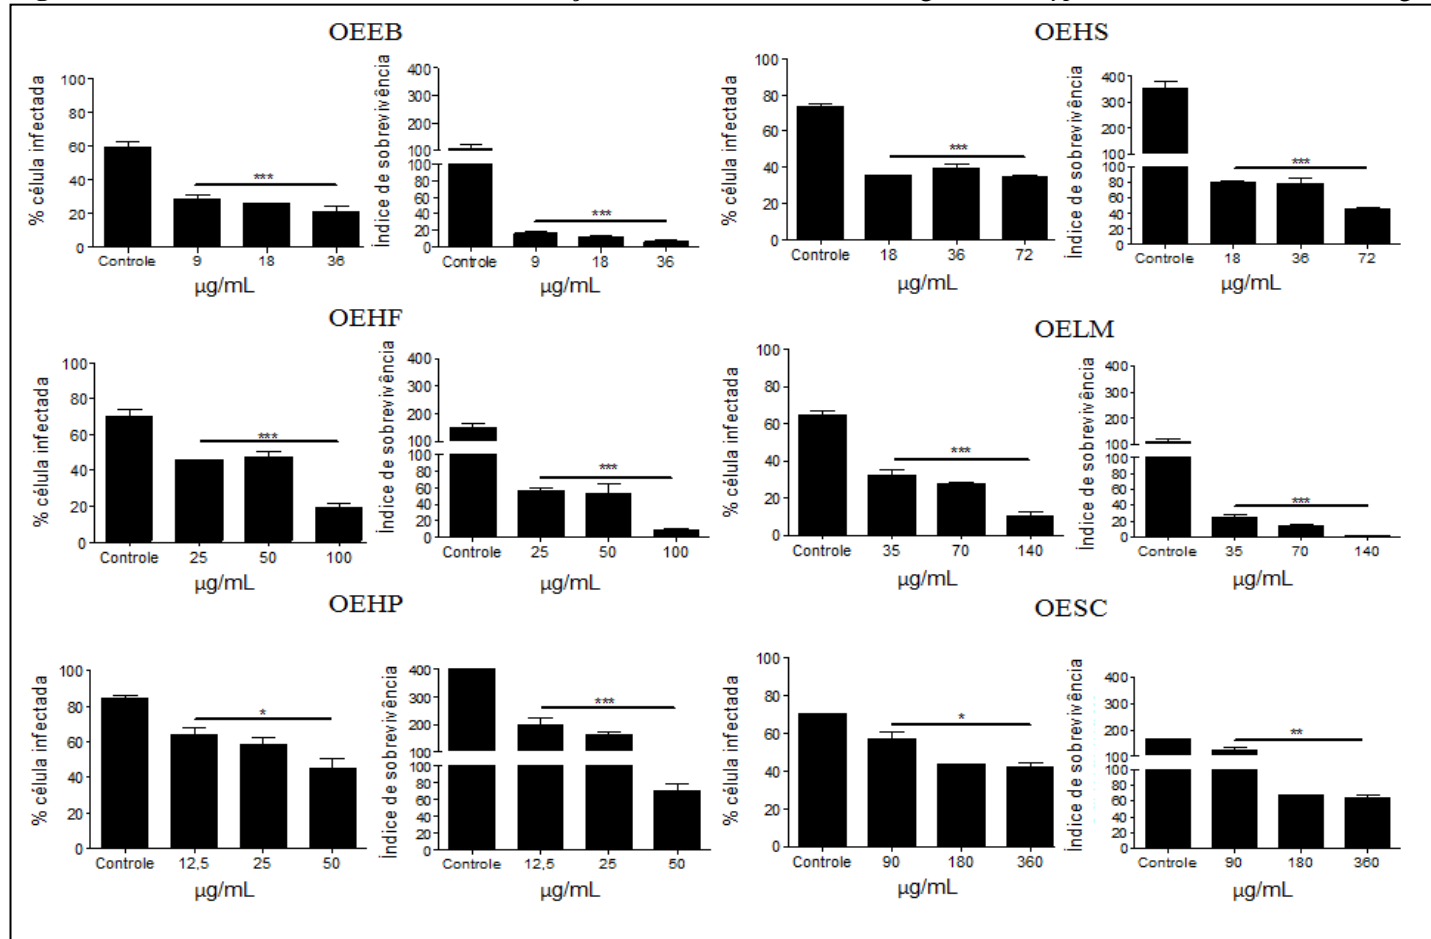 OEEB
% célula infectada
100
80
60
40
20
0
***
Controle 9 18 36
µg/mL
Índice de sobrevivência
400
300
200
100
100
80
60
40
20
0
***
Controle 9 18 36
µg/mL
OEHS
% célula infectada
100
80
60
40
20
0
***
Controle 18 36 72
µg/mL
Índice de sobrevivência
400
300
200
100
100
80
60
40
20
0
***
Controle 18 36 72
µg/mL
OEHF
% célula infectada
100
80
60
40
20
0
***
Controle 25 50 100
µg/mL
Índice de sobrevivência
400
300
200
100
100
80
60
40
20
0
***
Controle 25 50 100
µg/mL
OELM
% célula infectada
100
80
60
40
20
0
***
Controle 35 70 140
µg/mL
Índice de sobrevivência
400
300
200
100
100
80
60
40
20
0
***
Controle 35 70 140
µg/mL
OEHP
% célula infectada
100
80
60
40
20
0
*
Controle 12,5 25 50
µg/mL
Índice de sobrevivência
400
300
200
100
100
80
60
40
20
0
***
Controle 12,5 25 50
µg/mL
OESC
% célula infectada
100
80
60
40
20
0
*
Controle 90 180 360
µg/mL
Índice de sobrevivência
400
300
200
100
100
80
60
40
20
0
**
Controle 90 180 360
µg/mL